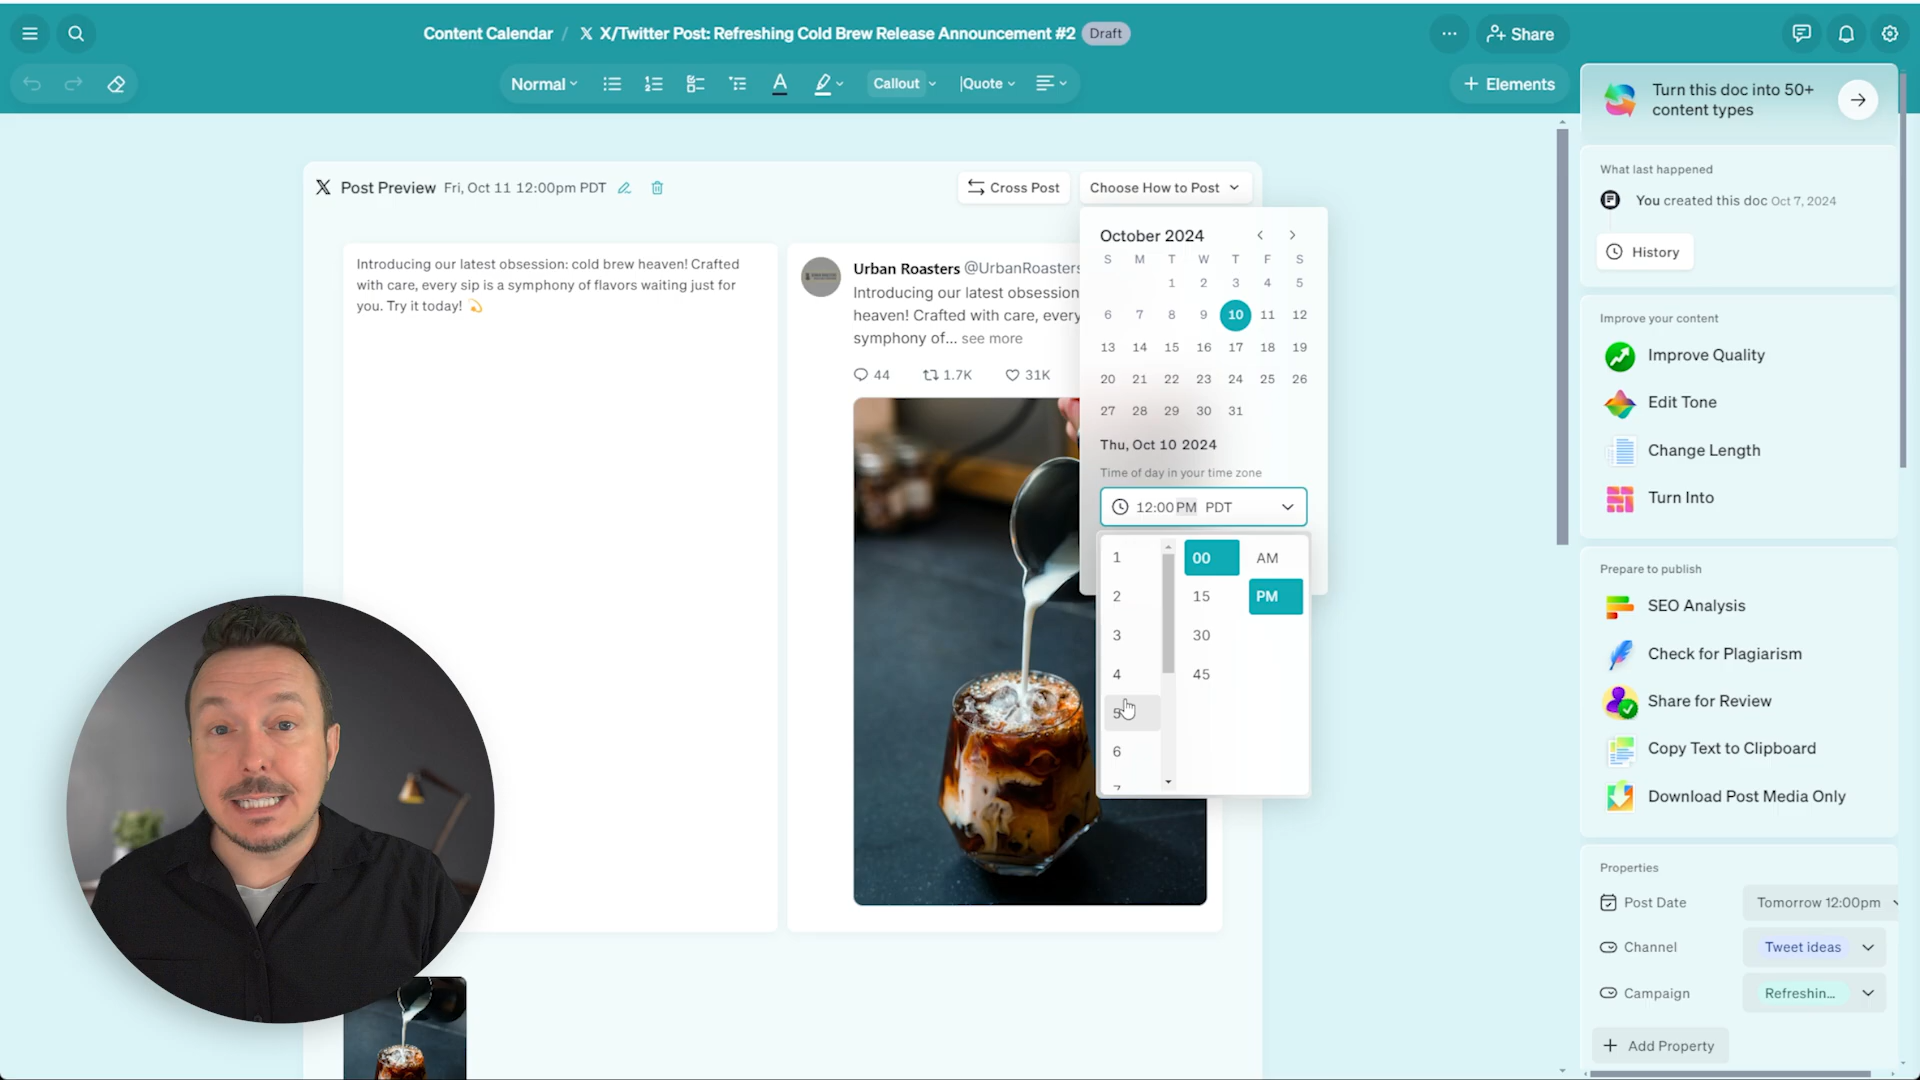 Content Calendar / X X/Twitter Post: Refreshing Cold Brew Release Announcement #2 Draft
Share
Normal
Callout
Quote
+ Elements
Turn this doc into 50+
content types
What last happened
You created this doc Oct 7, 2024
History
X Post Preview Fri, Oct 11 12:00pm PDT
Cross Post
Choose How to Post
Introducing our latest obsession: cold brew heaven! Crafted
with care, every sip is a symphony of flavors waiting just for
you. Try it today! 💫
Urban Roasters @UrbanRoasters
Introducing our latest obsession
heaven! Crafted with care, every
symphony of... see more
44 1.7K 31K
October 2024
S M T W T F S
1 2 3 4 5
6 7 8 9 10 11 12
13 14 15 16 17 18 19
20 21 22 23 24 25 26
27 28 29 30 31
Thu, Oct 10 2024
Time of day in your time zone
12:00 PM PDT
1 00 AM
2 15 PM
3 30
4 45
5
6
Improve your content
Improve Quality
Edit Tone
Change Length
Turn Into
Prepare to publish
SEO Analysis
Check for Plagiarism
Share for Review
Copy Text to Clipboard
Download Post Media Only
Properties
Post Date Tomorrow 12:00pm
Channel Tweet ideas
Campaign Refreshin...
+ Add Property